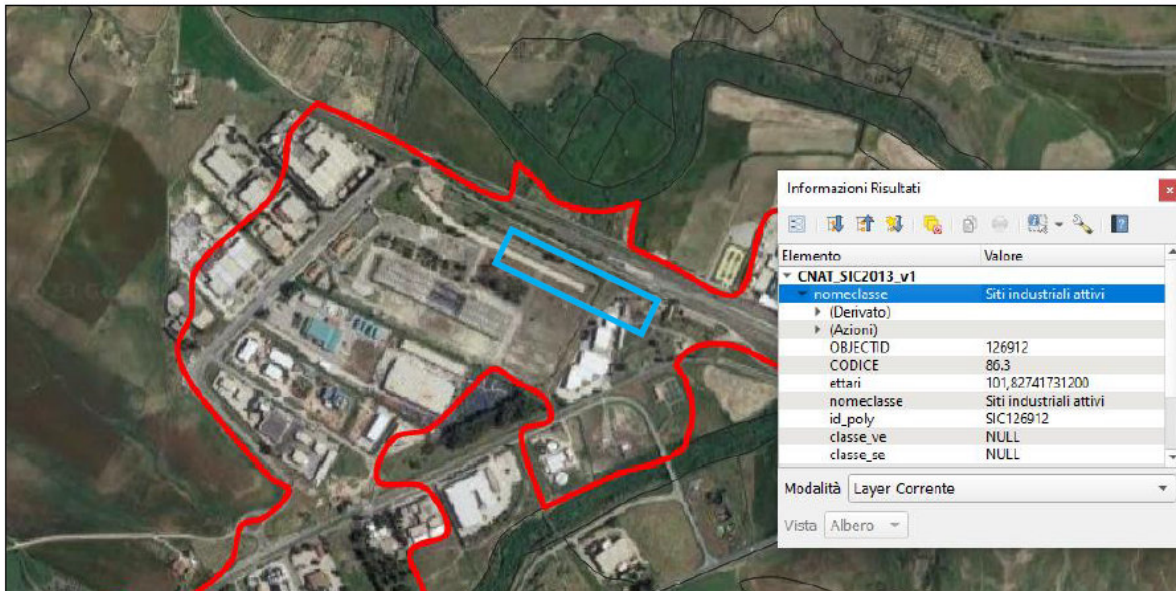 Informazioni Risultati
Elemento Valore
CNAT_SIC2013_v1
nomeclasse Siti industriali attivi
(Derivato)
(Azioni)
OBJECTID 126912
CODICE 86.3
ettari 101,82741731200
nomeclasse Siti industriali attivi
id_poly SIC126912
classe_ve NULL
classe_se NULL
Modalità Layer Corrente
Vista Albero